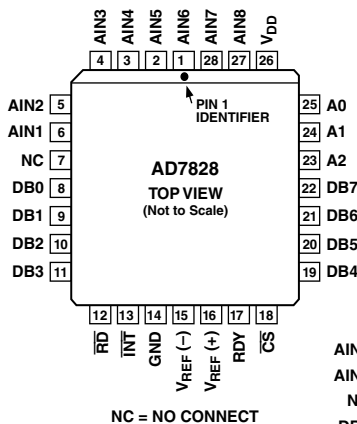 AIN3 AIN4 AIN5 AIN6 AIN7 AIN8 VDD
4 3 2 1 28 27 26
PIN 1
IDENTIFIER
AIN2 5
AIN1 6
NC 7
DB0 8
DB1 9
DB2 10
DB3 11
AD7828
TOP VIEW
(Not to Scale)
25 A0
24 A1
23 A2
22 DB7
21 DB6
20 DB5
19 DB4
12 13 14 15 16 17 18
RD INT GND VREF (–) VREF (+) RDY CS
NC = NO CONNECT
AIN
AIN
N